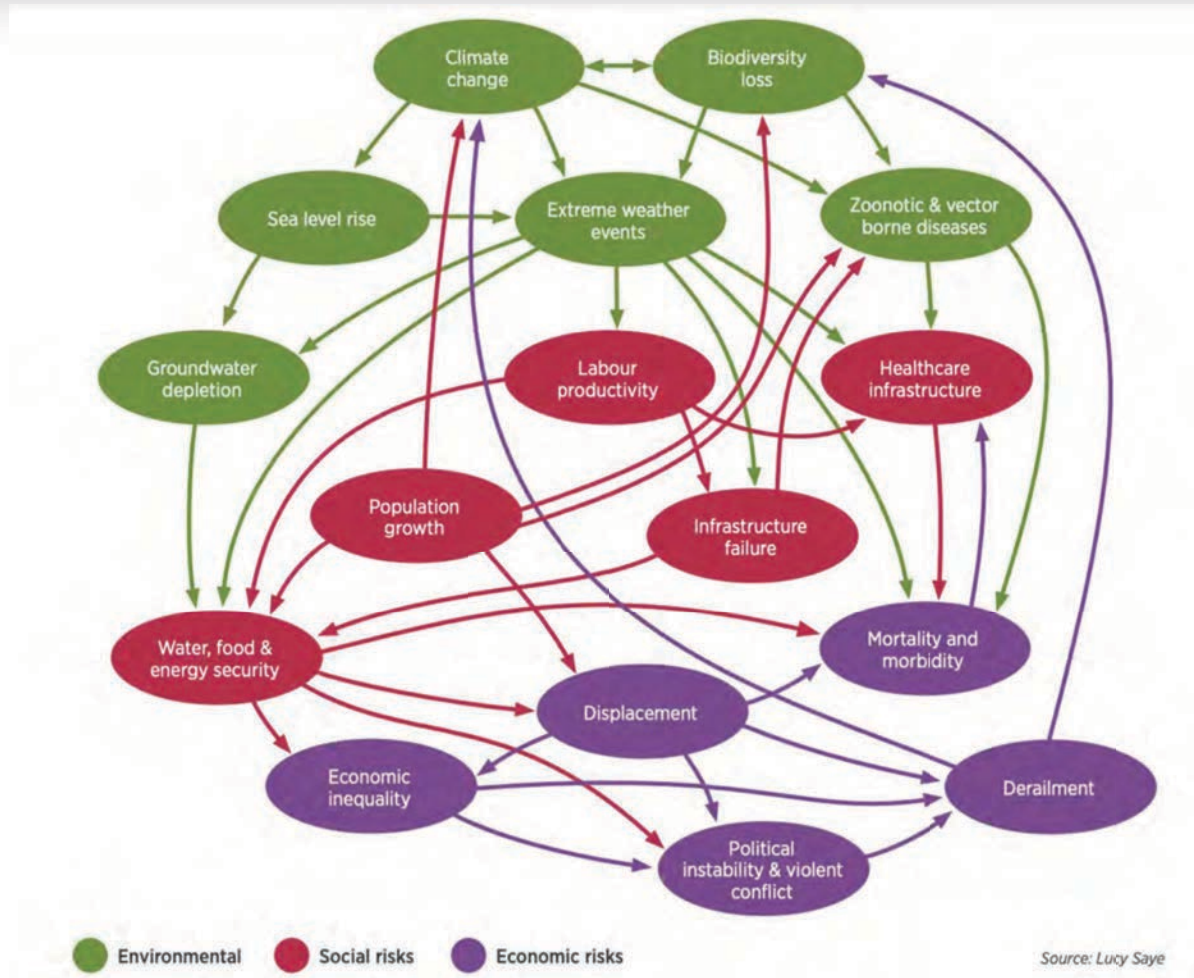 Climate
change
Biodiversity
loss
Sea level rise
Extreme weather
events
Zoonotic & vector
borne diseases
Groundwater
depletion
Labour
productivity
Healthcare
infrastructure
Population
growth
Infrastructure
failure
Water, food &
energy security
Mortality and
morbidity
Displacement
Economic
inequality
Derailment
Political
instability & violent
conflict
Environmental
Social risks
Economic risks
Source: Lucy Saye